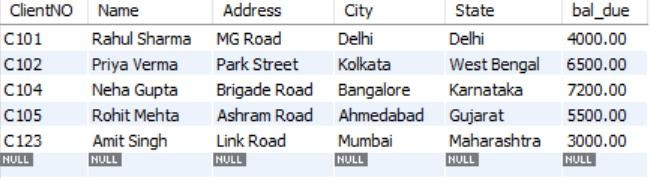 ClientNO Name Address City State bal_due
C101 Rahul Sharma MG Road Delhi Delhi 4000.00
C102 Priya Verma Park Street Kolkata West Bengal 6500.00
C104 Neha Gupta Brigade Road Bangalore Karnataka 7200.00
C105 Rohit Mehta Ashram Road Ahmedabad Gujarat 5500.00
C123 Amit Singh Link Road Mumbai Maharashtra 3000.00
NULL NULL NULL NULL NULL NULL